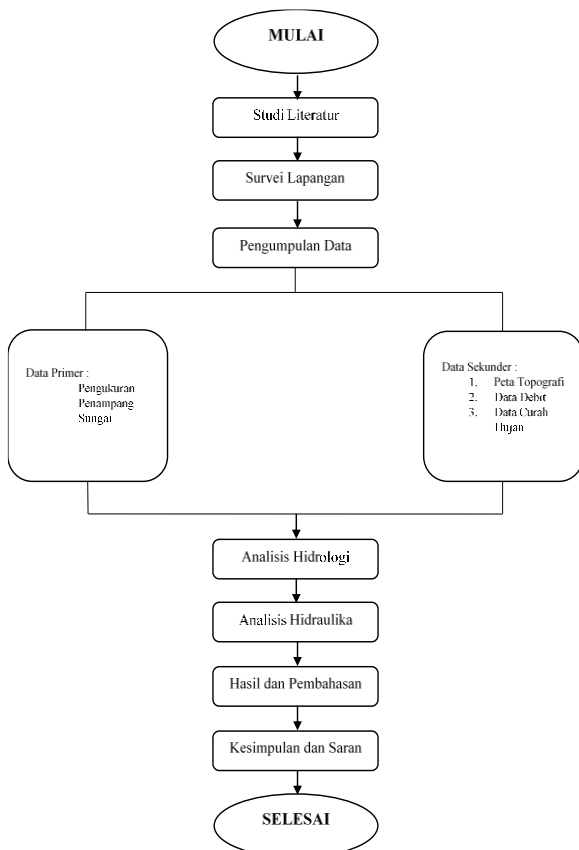 MULAI
Studi Literatur
Survei Lapangan
Pengumpulan Data
Data Primer :
Pengukuran
Penampang
Sungai
Data Sekunder :
1. Peta Topografi
2. Data Debit
3. Data Curah
Hujan
Analisis Hidrologi
Analisis Hidraulika
Hasil dan Pembahasan
Kesimpulan dan Saran
SELESAI